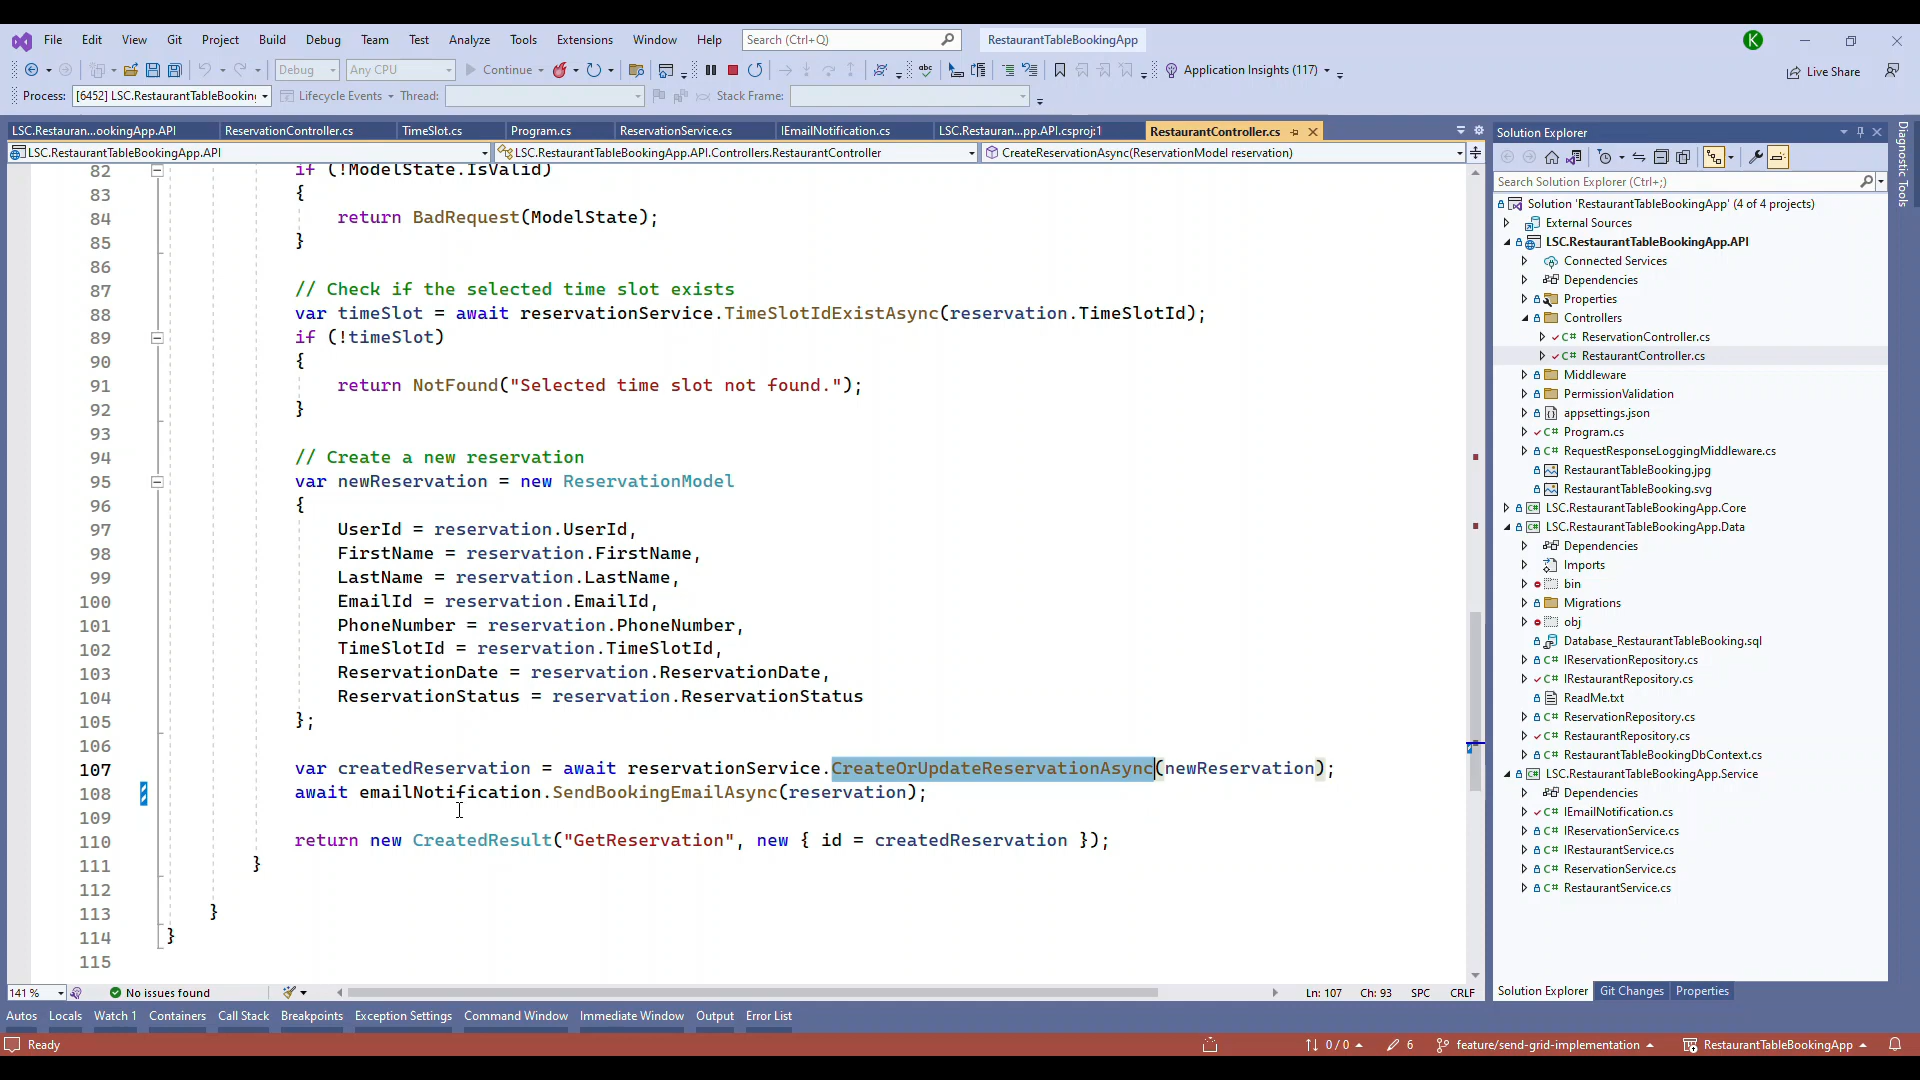 File Edit View Git Project Build Debug Team Test Analyze Tools Extensions Window Help Search (Ctrl+Q) RestaurantTableBookingApp K
Debug Any CPU Continue Application Insights (117) Live Share
Process: [6452] LSC.RestaurantTableBooking Lifecycle Events Thread: Stack Frame:
LSC.Restauran...ookingApp.API ReservationController.cs TimeSlot.cs Program.cs ReservationService.cs IEmailNotification.cs LSC.Restauran...pp.API.csproj:1 RestaurantController.cs
LSC.RestaurantTableBookingApp.API LSC.RestaurantTableBookingApp.API.Controllers.RestaurantController CreateReservationAsync(ReservationModel reservation)
82 if (!ModelState.IsValid)
83 {
84 return BadRequest(ModelState);
85 }
86
87 // Check if the selected time slot exists
88 var timeSlot = await reservationService.TimeSlotIdExistAsync(reservation.TimeSlotId);
89 if (!timeSlot)
90 {
91 return NotFound("Selected time slot not found.");
92 }
93
94 // Create a new reservation
95 var newReservation = new ReservationModel
96 {
97 UserId = reservation.UserId,
98 FirstName = reservation.FirstName,
99 LastName = reservation.LastName,
100 EmailId = reservation.EmailId,
101 PhoneNumber = reservation.PhoneNumber,
102 TimeSlotId = reservation.TimeSlotId,
103 ReservationDate = reservation.ReservationDate,
104 ReservationStatus = reservation.ReservationStatus
105 };
106
107 var createdReservation = await reservationService.CreateOrUpdateReservationAsync(newReservation);
108 await emailNotification.SendBookingEmailAsync(reservation);
109
110 return new CreatedResult("GetReservation", new { id = createdReservation });
111 }
112
113 }
114 }
115
141 % No issues found Ln: 107 Ch: 93 SPC CRLF
Solution Explorer
Search Solution Explorer (Ctrl+;)
Solution 'RestaurantTableBookingApp' (4 of 4 projects)
External Sources
LSC.RestaurantTableBookingApp.API
Connected Services
Dependencies
Properties
Controllers
C# ReservationController.cs
C# RestaurantController.cs
Middleware
PermissionValidation
appsettings.json
C# Program.cs
C# RequestResponseLoggingMiddleware.cs
RestaurantTableBooking.jpg
RestaurantTableBooking.svg
LSC.RestaurantTableBookingApp.Core
LSC.RestaurantTableBookingApp.Data
Dependencies
Imports
bin
Migrations
obj
Database_RestaurantTableBooking.sql
C# IReservationRepository.cs
C# IRestaurantRepository.cs
ReadMe.txt
C# ReservationRepository.cs
C# RestaurantRepository.cs
C# RestaurantTableBookingDbContext.cs
LSC.RestaurantTableBookingApp.Service
Dependencies
C# IEmailNotification.cs
C# IReservationService.cs
C# IRestaurantService.cs
C# ReservationService.cs
C# RestaurantService.cs
Solution Explorer Git Changes Properties
Diagnostic Tools
Autos Locals Watch 1 Containers Call Stack Breakpoints Exception Settings Command Window Immediate Window Output Error List
Ready 0 / 0 6 feature/send-grid-implementation RestaurantTableBookingApp